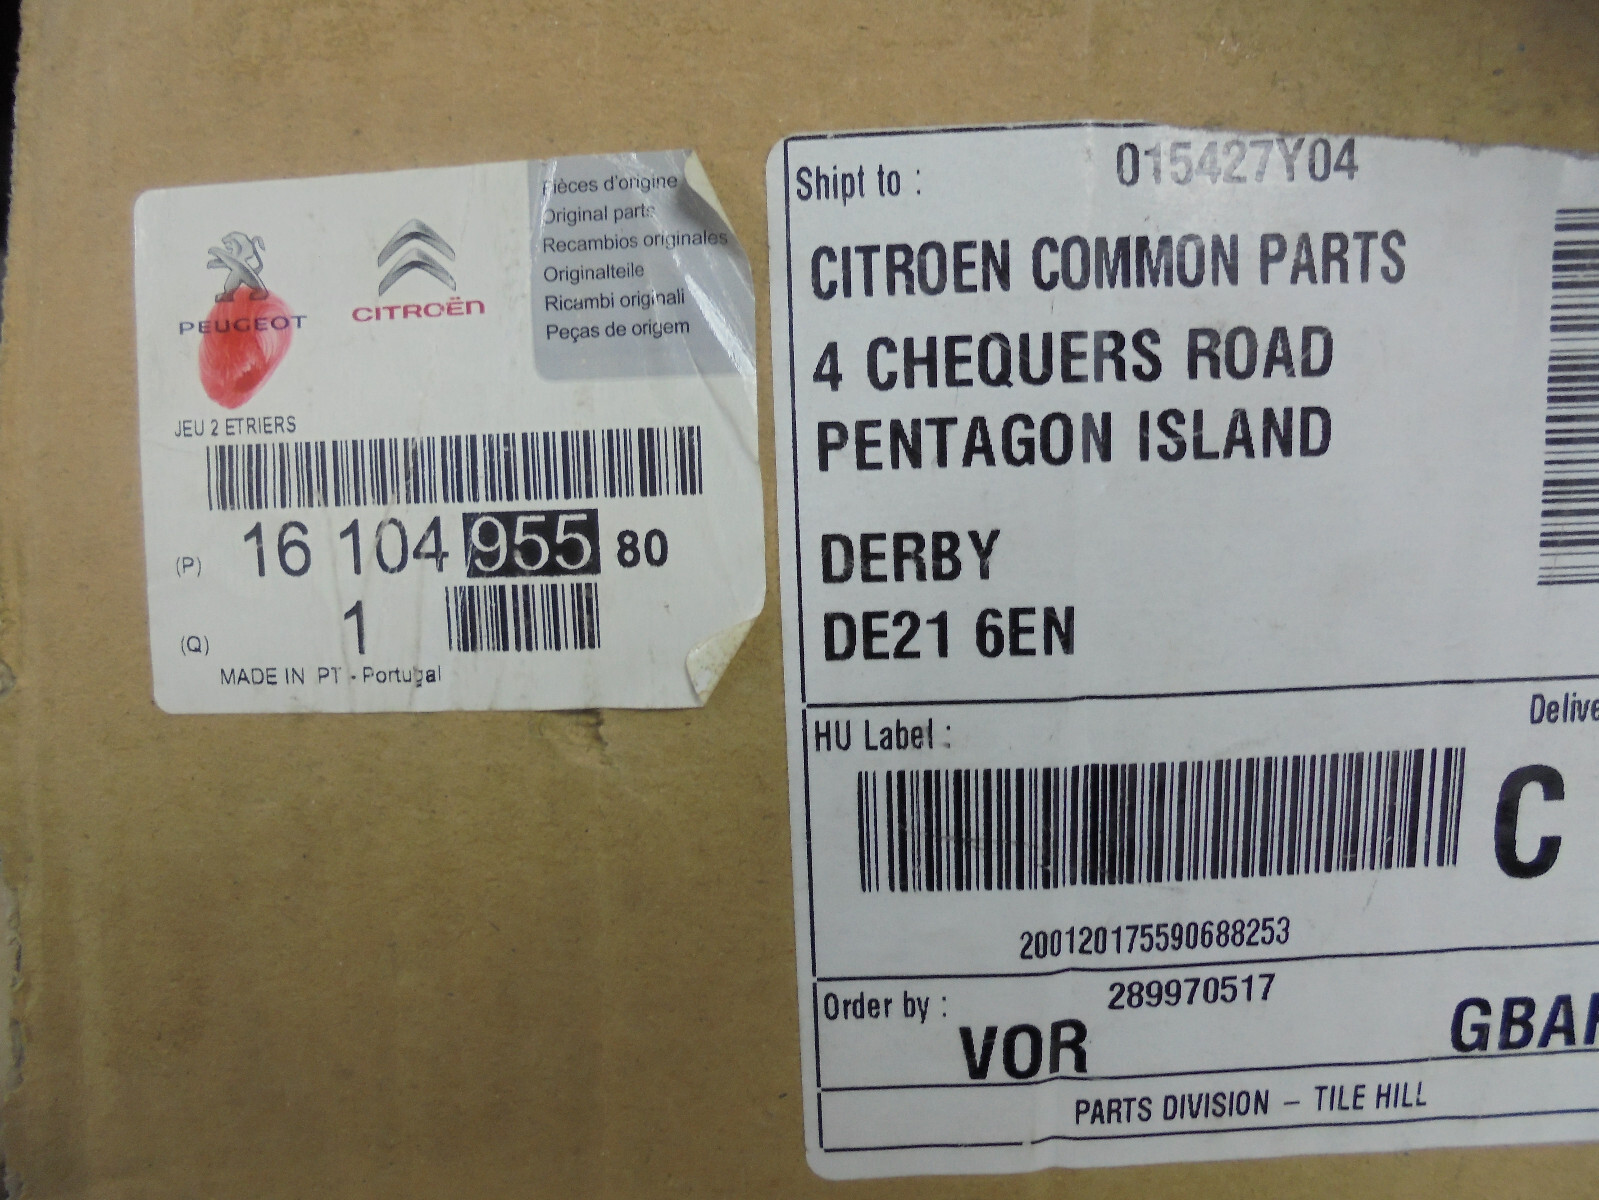 PEUGEOT
CITROËN
Pièces d'origine
Original parts
Recambios originales
Originalteile
Ricambi originali
Peças de origem
JEU 2 ETRIERS
(P) 16 104 955 80
(Q) 1
MADE IN PT - Portugal
Shipt to : 015427Y04
CITROEN COMMON PARTS
4 CHEQUERS ROAD
PENTAGON ISLAND
DERBY
DE21 6EN
HU Label :
C
200120175590688253
Order by : 289970517
VOR
PARTS DIVISION – TILE HILL